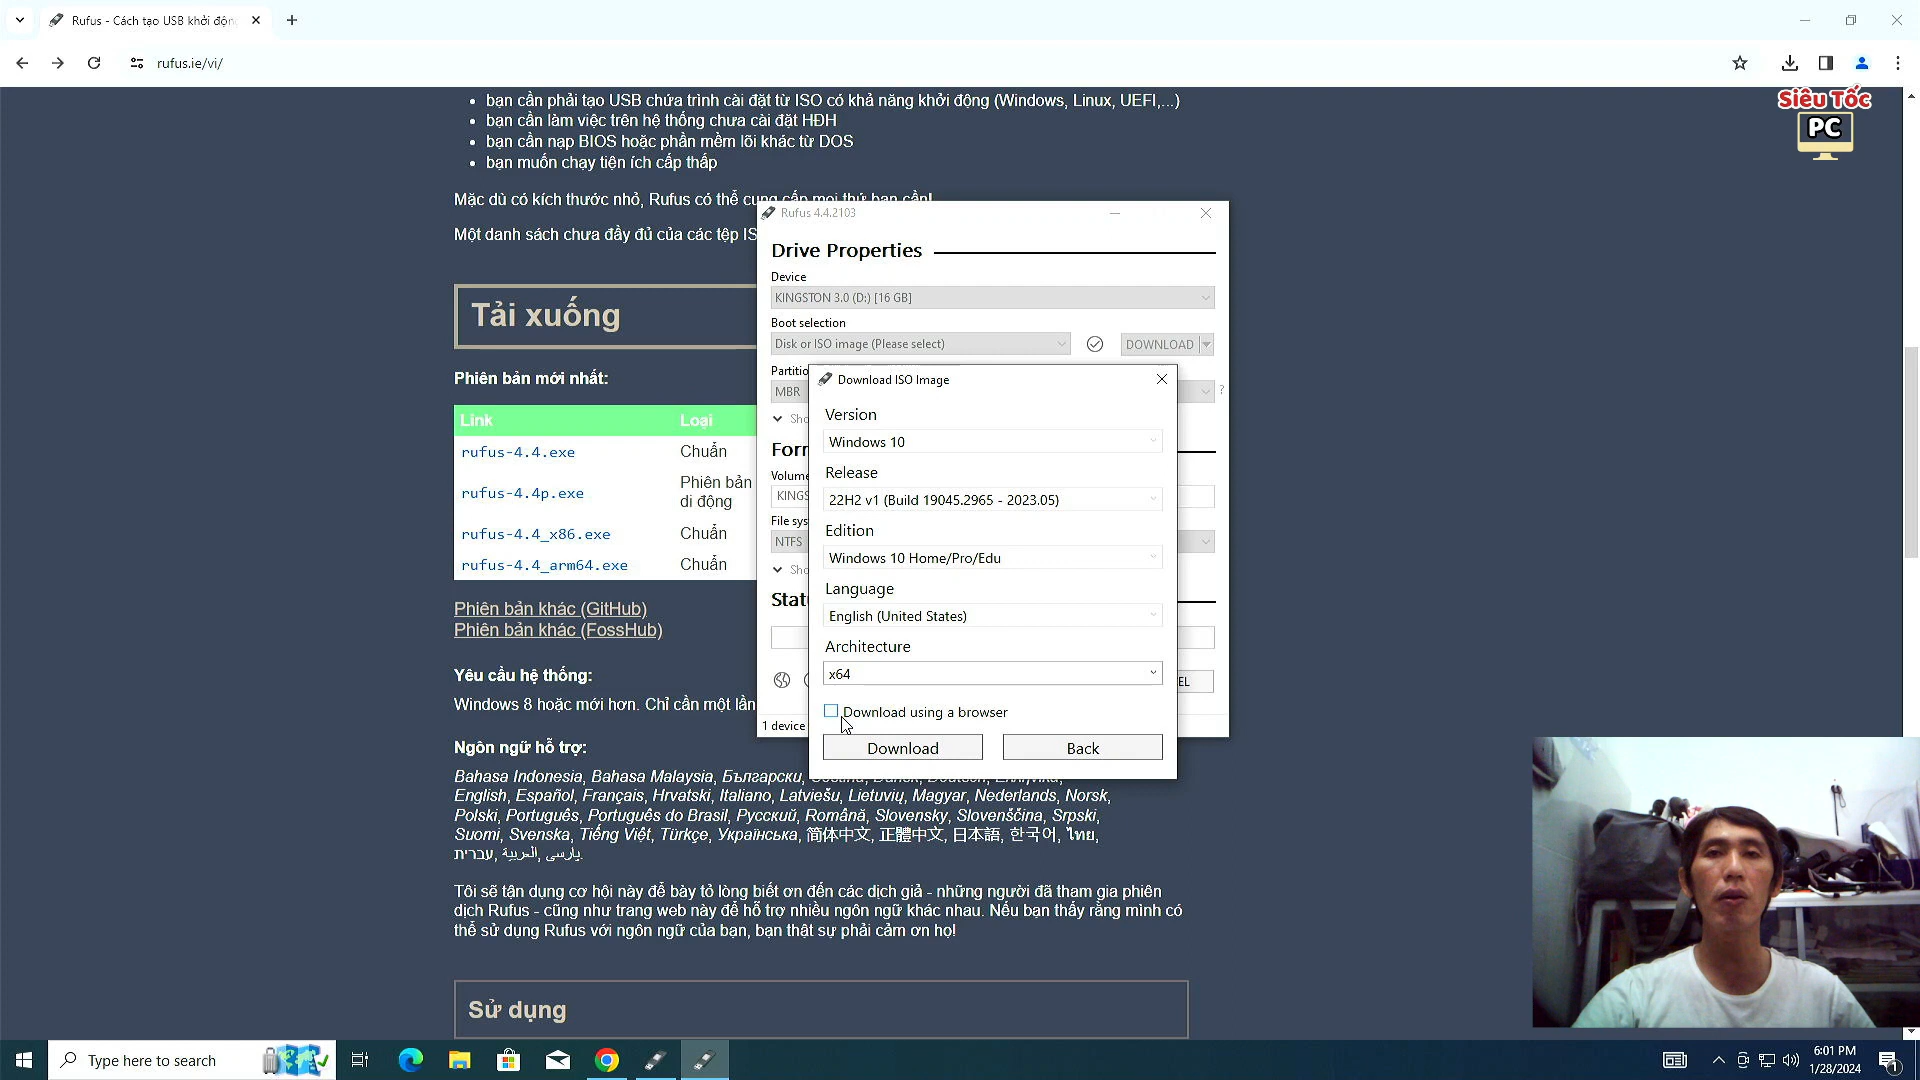 Rufus - Cách tạo USB khởi độn
rufus.ie/vi/
Siêu Tốc
PC
bạn cần phải tạo USB chứa trình cài đặt từ ISO có khả năng khởi động (Windows, Linux, UEFI,...)
bạn cần làm việc trên hệ thống chưa cài đặt HĐH
bạn cần nạp BIOS hoặc phần mềm lõi khác từ DOS
bạn muốn chạy tiện ích cấp thấp
Mặc dù có kích thước nhỏ, Rufus có thể cung cấp mọi thứ bạn cần!
Một danh sách chưa đầy đủ của các tệp IS
Tải xuống
Phiên bản mới nhất:
Link Loại
rufus-4.4.exe Chuẩn
rufus-4.4p.exe Phiên bản di động
rufus-4.4_x86.exe Chuẩn
rufus-4.4_arm64.exe Chuẩn
Phiên bản khác (GitHub)
Phiên bản khác (FossHub)
Yêu cầu hệ thống:
Windows 8 hoặc mới hơn. Chỉ cần một lần
Ngôn ngữ hỗ trợ:
Bahasa Indonesia, Bahasa Malaysia, Български,
English, Español, Français, Hrvatski, Italiano, Latviešu, Lietuvių, Magyar, Nederlands, Norsk,
Polski, Português, Português do Brasil, Русский, Română, Slovensky, Slovenščina, Srpski,
Suomi, Svenska, Tiếng Việt, Türkçe, Українська, 简体中文, 正體中文, 日本語, 한국어, ไทย,
עברית, العربية, پارسی.
Tôi sẽ tận dụng cơ hội này để bày tỏ lòng biết ơn đến các dịch giả - những người đã tham gia phiên
dịch Rufus - cũng như trang web này để hỗ trợ nhiều ngôn ngữ khác nhau. Nếu bạn thấy rằng mình có
thể sử dụng Rufus với ngôn ngữ của bạn, bạn thật sự phải cảm ơn họ!
Sử dụng
Rufus 4.4.2103
Drive Properties
Device
KINGSTON 3.0 (D:) [16 GB]
Boot selection
Disk or ISO image (Please select)
DOWNLOAD
Partitio
MBR
?
Sho
Forr
Volume
KINGS
File sys
NTFS
Sho
Statu
EL
1 device
Download ISO Image
Version
Windows 10
Release
22H2 v1 (Build 19045.2965 - 2023.05)
Edition
Windows 10 Home/Pro/Edu
Language
English (United States)
Architecture
x64
Download using a browser
Download Back
Type here to search
6:01 PM
1/28/2024
1